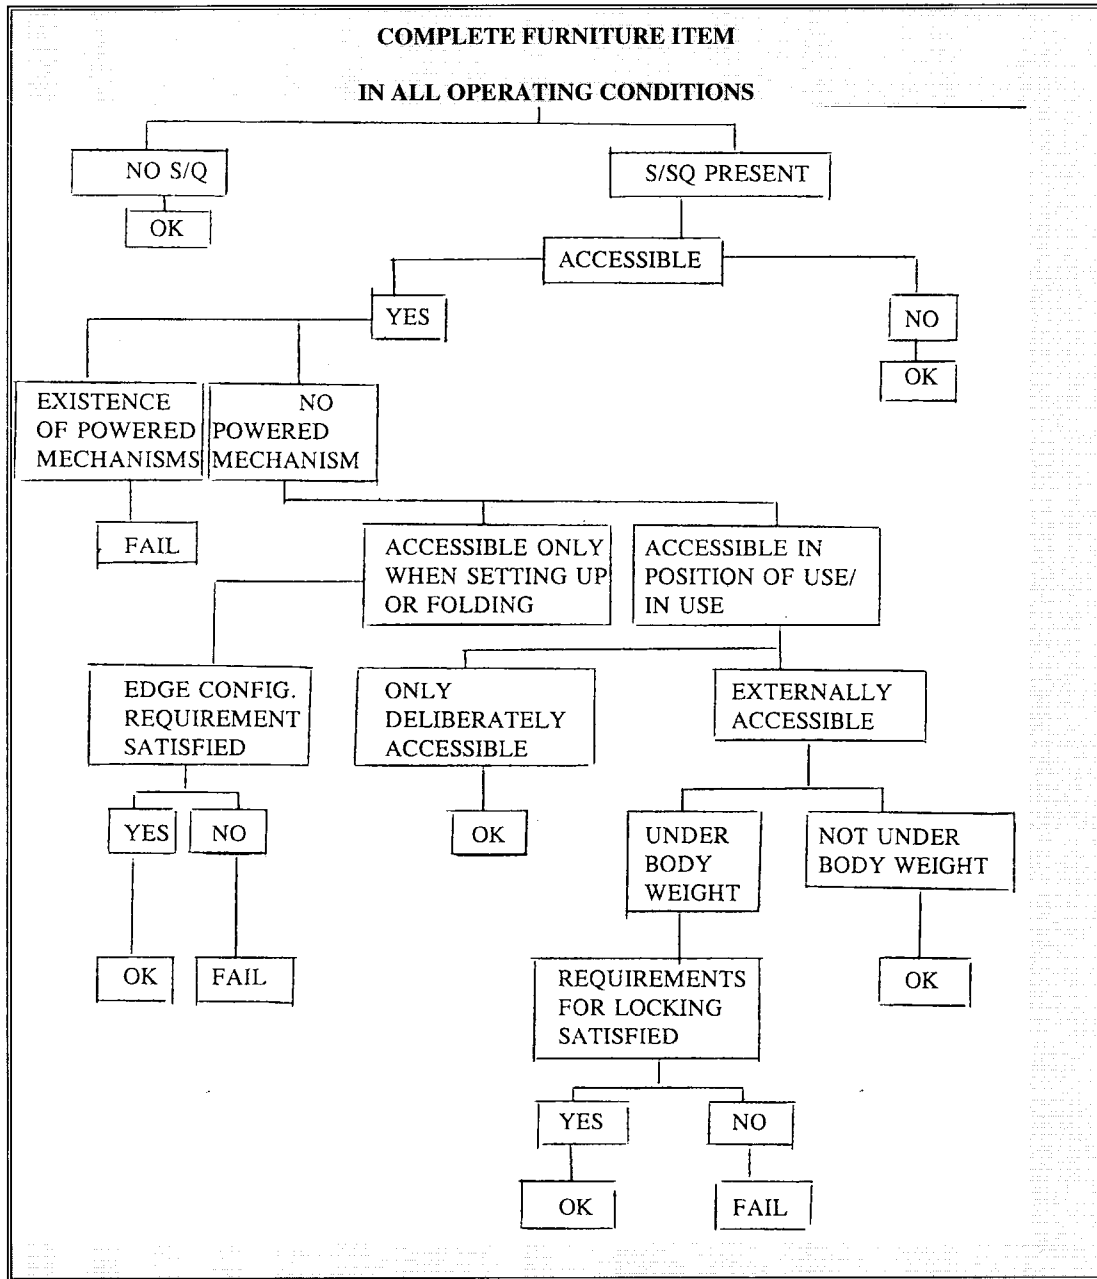 COMPLETE FURNITURE ITEM
IN ALL OPERATING CONDITIONS
NO S/Q
S/SQ PRESENT
OK
ACCESSIBLE
YES
NO
OK
EXISTENCE
OF POWERED
MECHANISMS
NO
POWERED
MECHANISM
FAIL
ACCESSIBLE ONLY
WHEN SETTING UP
OR FOLDING
ACCESSIBLE IN
POSITION OF USE/
IN USE
EDGE CONFIG.
REQUIREMENT
SATISFIED
ONLY
DELIBERATELY
ACCESSIBLE
EXTERNALLY
ACCESSIBLE
YES
NO
OK
UNDER
BODY
WEIGHT
NOT UNDER
BODY WEIGHT
OK
FAIL
REQUIREMENTS
FOR LOCKING
SATISFIED
OK
YES
NO
OK
FAIL